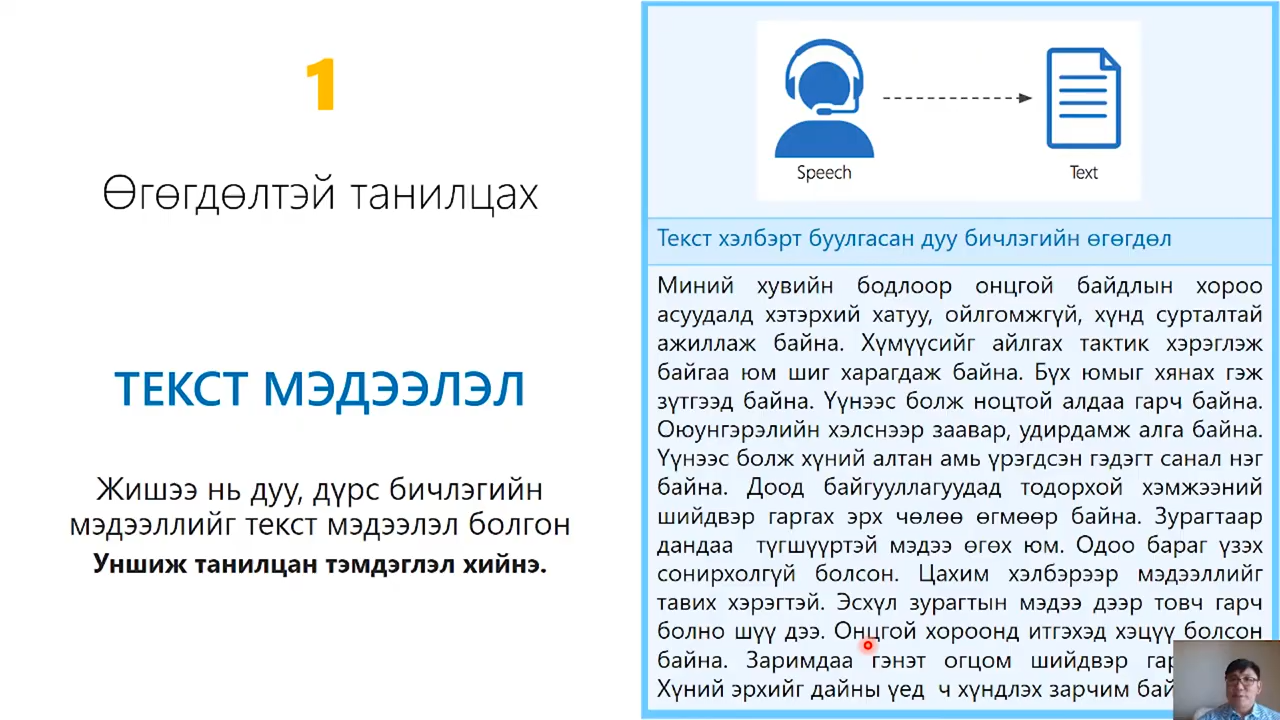 1
Өгөгдөлтэй танилцах
ТЕКСТ МЭДЭЭЛЭЛ
Жишээ нь дуу, дүрс бичлэгийн
мэдээллийг текст мэдээлэл болгон
Уншиж танилцан тэмдэглэл хийнэ.
Speech
Text
Текст хэлбэрт буулгасан дуу бичлэгийн өгөгдөл
Миний хувийн бодлоор онцгой байдлын хороо
асуудалд хэтэрхий хатуу, ойлгомжгүй, хүнд сурталтай
ажиллаж байна. Хүмүүсийг айлгах тактик хэрэглэж
байгаа юм шиг харагдаж байна. Бүх юмыг хянах гэж
зүтгээд байна. Үүнээс болж ноцтой алдаа гарч байна.
Оюунгэрэлийн хэлснээр заавар, удирдамж алга байна.
Үүнээс болж хүний алтан амь үрэгдсэн гэдэгт санал нэг
байна. Доод байгууллагуудад тодорхой хэмжээний
шийдвэр гаргах эрх чөлөө өгмөөр байна. Зурагтаар
дандаа түгшүүртэй мэдээ өгөх юм. Одоо бараг үзэх
сонирхолгүй болсон. Цахим хэлбэрээр мэдээллийг
тавих хэрэгтэй. Эсхүл зурагтын мэдээ дээр товч гарч
болно шүү дээ. Онцгой хороонд итгэхэд хэцүү болсон
байна. Заримдаа гэнэт огцом шийдвэр
Хүний эрхийг дайны үед ч хүндлэх зарчим